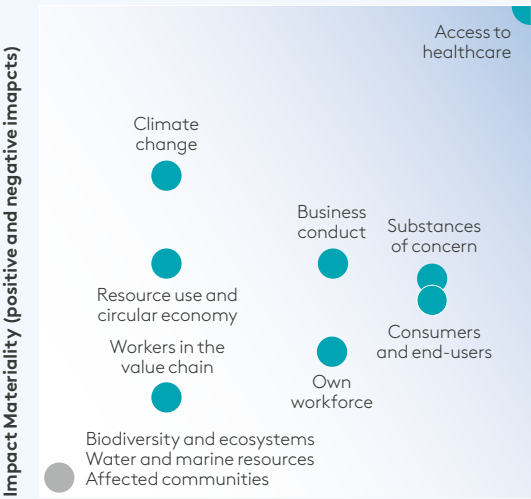 Impact Materiality (positive and negative imapcts)
Access to
healthcare
Climate
change
Business
conduct
Substances
of concern
Resource use and
circular economy
Consumers
and end-users
Workers in the
value chain
Own
workforce
Biodiversity and ecosystems
Water and marine resources
Affected communities